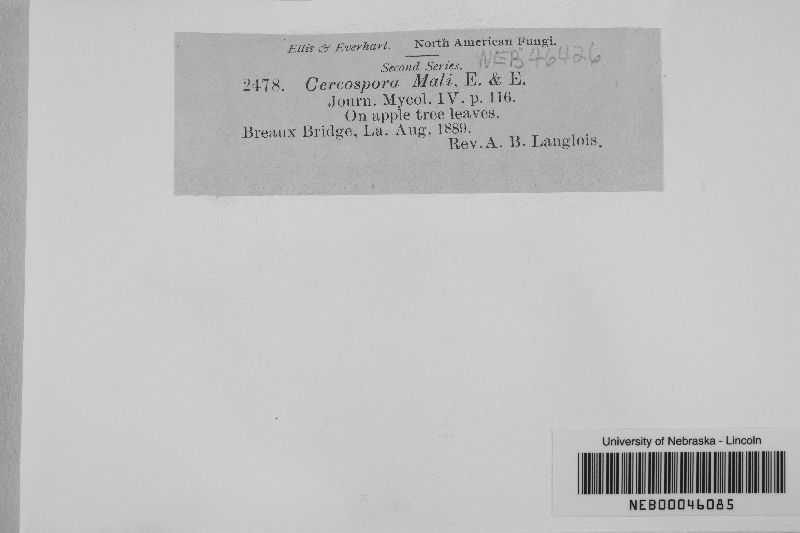 Ellis & Everhart. North American Fungi.
NEB 46426
Second Series.
2478. Cercospora Mali, E. & E.
Journ. Mycol. IV. p. 116.
On apple tree leaves.
Breaux Bridge, La. Aug. 1889.
Rev. A. B. Langlois.
University of Nebraska - Lincoln
NEB00046085